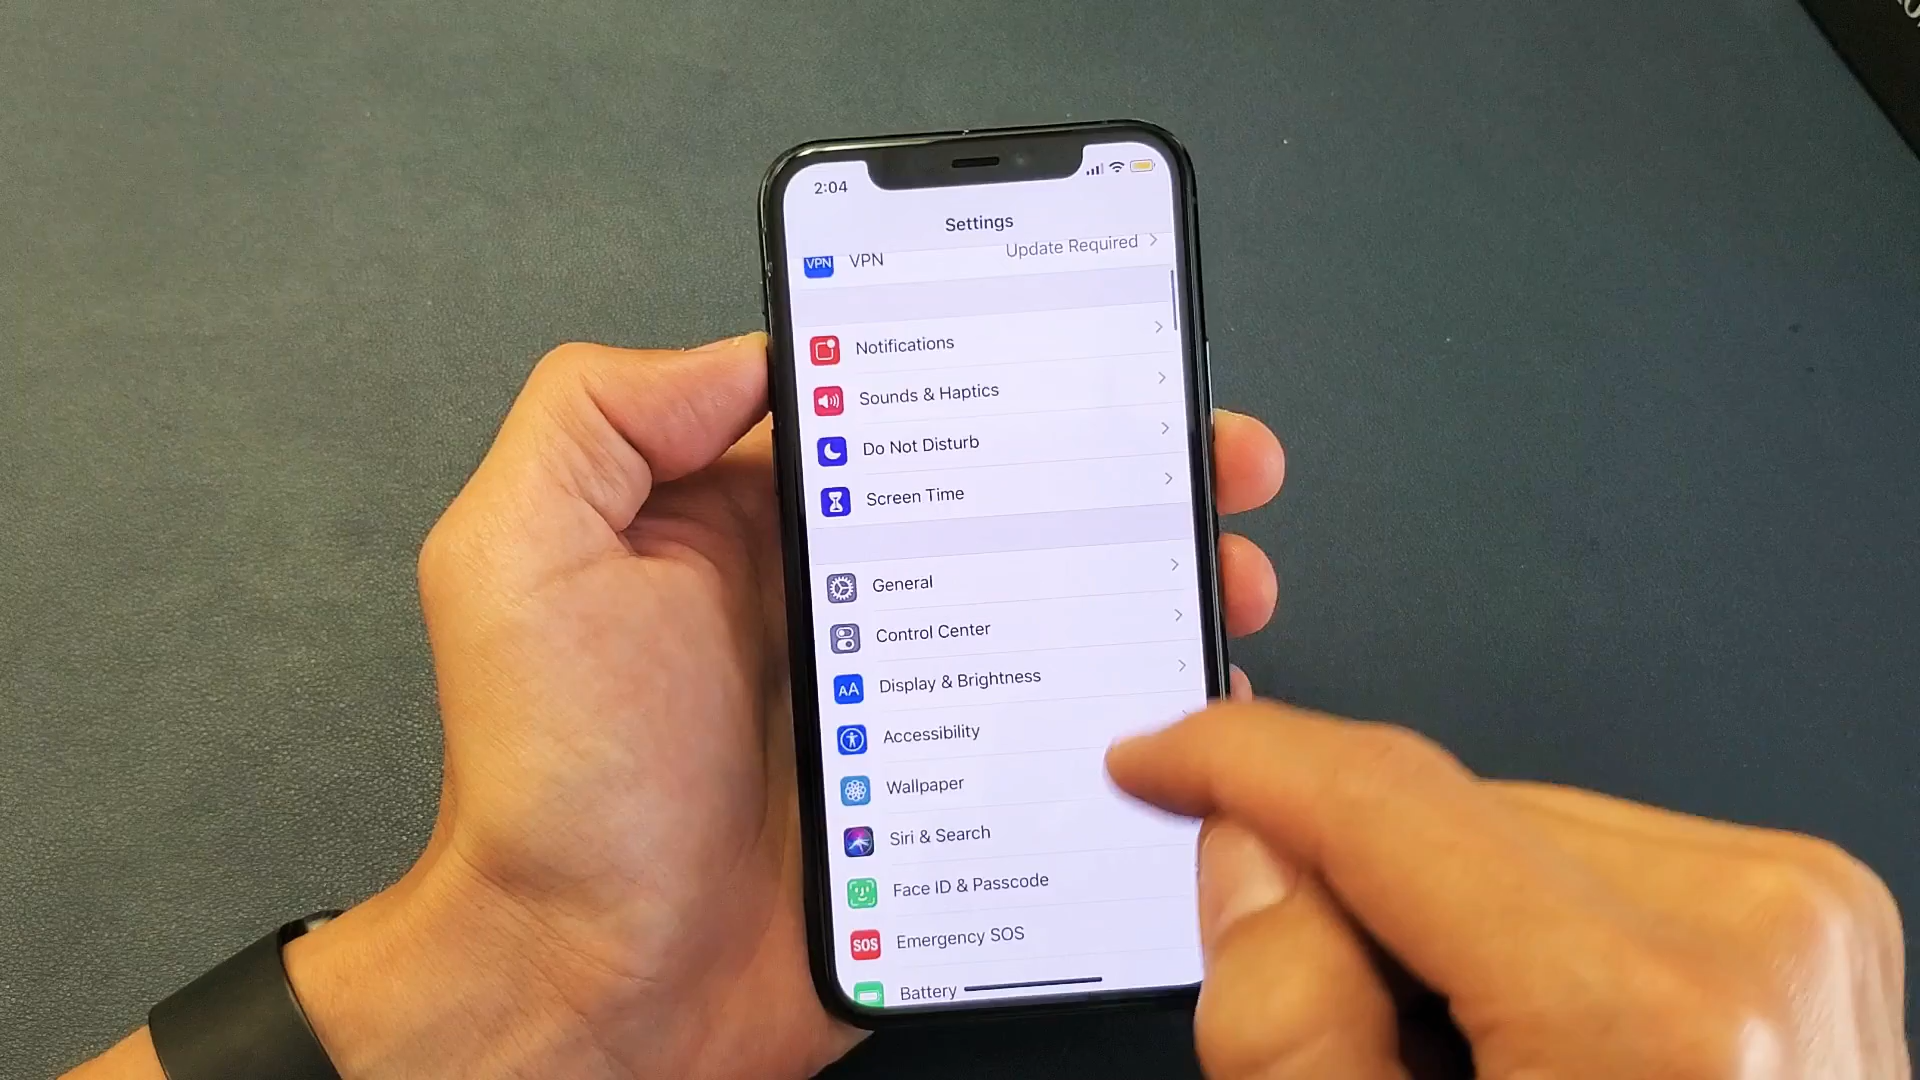 2:04
Settings
VPN VPN Update Required
Notifications
Sounds & Haptics
Do Not Disturb
Screen Time
General
Control Center
AA Display & Brightness
Accessibility
Wallpaper
Siri & Search
Face ID & Passcode
SOS Emergency SOS
Battery